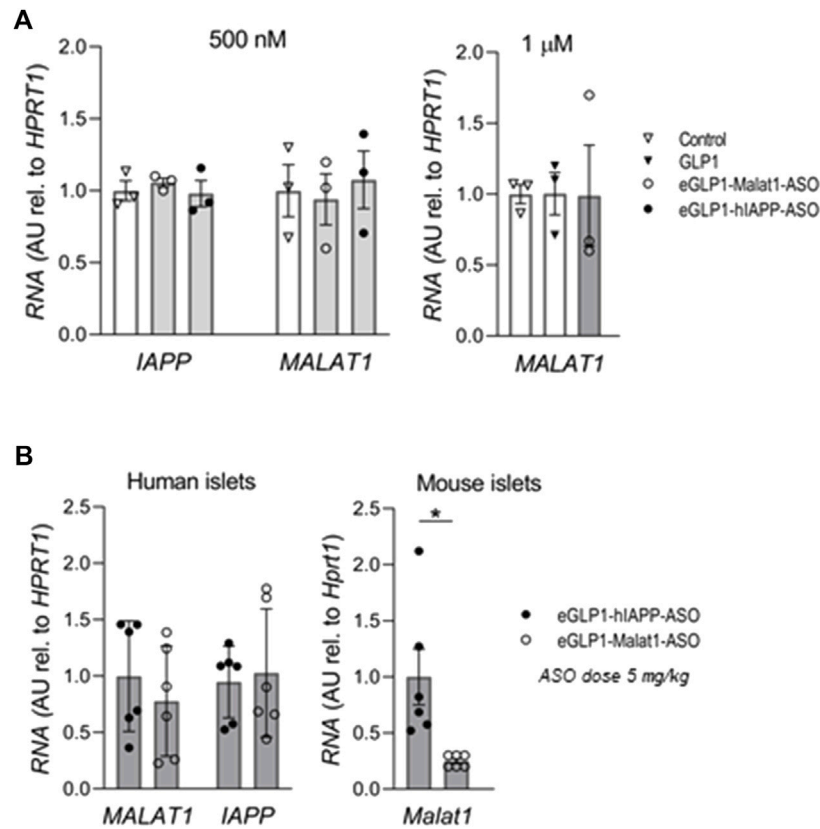 A
500 nM
1 μM
RNA (AU rel. to HPRT1)
2.0
1.5
1.0
0.5
0.0
IAPP
MALAT1
RNA (AU rel. to HPRT1)
2.0
1.5
1.0
0.5
0.0
MALAT1
Control
GLP1
eGLP1-Malat1-ASO
eGLP1-hIAPP-ASO
B
Human islets
Mouse islets
RNA (AU rel. to HPRT1)
2.5
2.0
1.5
1.0
0.5
0.0
MALAT1
IAPP
RNA (AU rel. to Hprt1)
2.5
2.0
1.5
1.0
0.5
0.0
*
Malat1
eGLP1-hIAPP-ASO
eGLP1-Malat1-ASO
ASO dose 5 mg/kg